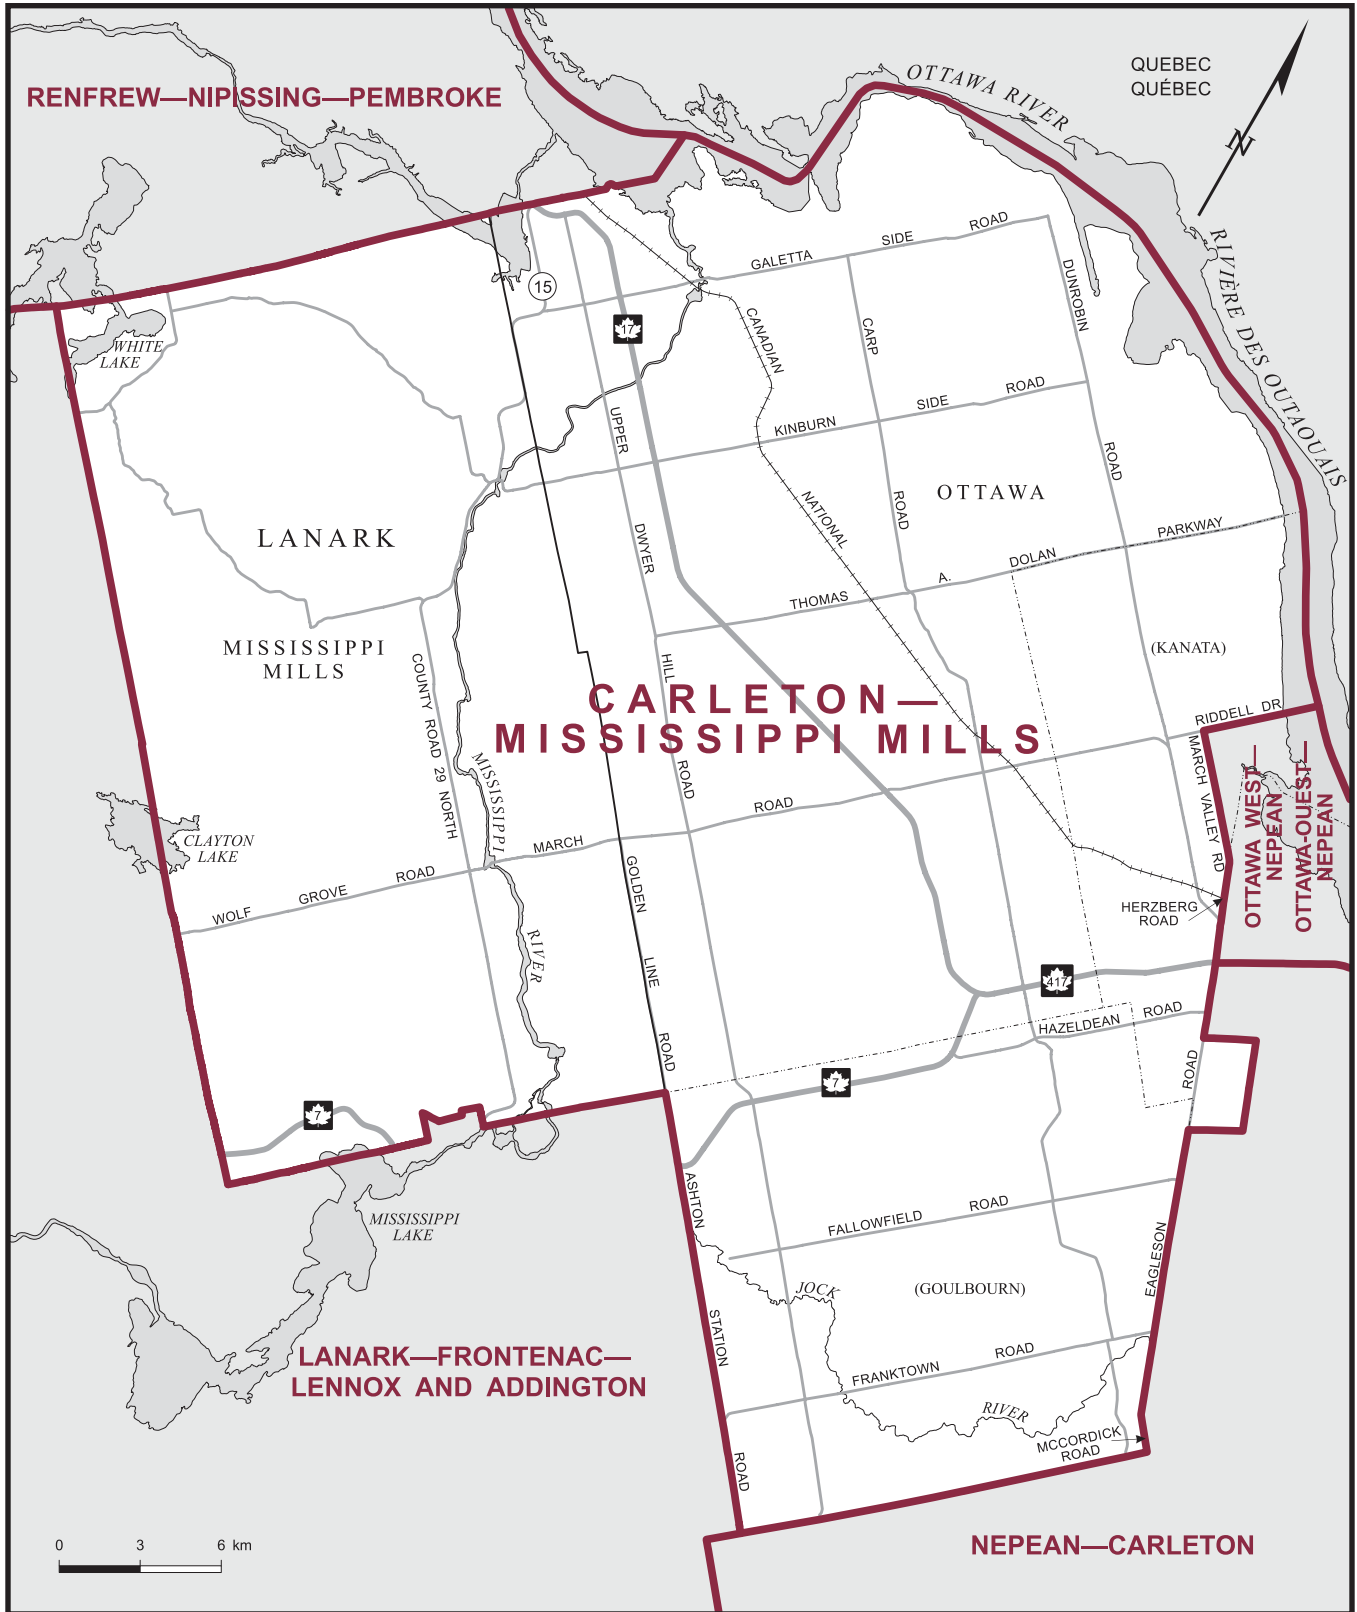 QUEBEC
QUÉBEC
OTTAWA RIVER
RENFREW—NIPISSING—PEMBROKE
N
RIVIÈRE DES OUTAOUAIS
GALETTA SIDE ROAD
15
17
DUNROBIN ROAD
CANADIAN NATIONAL
CARP ROAD
WHITE
LAKE
KINBURN SIDE ROAD
UPPER DWYER HILL ROAD
OTTAWA
LANARK
THOMAS A. DOLAN PARKWAY
MISSISSIPPI
MILLS
(KANATA)
COUNTY ROAD 29 NORTH
CARLETON—
MISSISSIPPI MILLS
RIDDELL DR
MARCH VALLEY RD
OTTAWA WEST—
NEPEAN
OTTAWA-OUEST—
NEPEAN
MISSISSIPPI RIVER
CLAYTON
LAKE
WOLF GROVE ROAD
MARCH ROAD
GOLDEN LINE ROAD
HERZBERG
ROAD
417
HAZELDEAN ROAD
7
7
ROAD
MISSISSIPPI
LAKE
ASHTON STATION ROAD
FALLOWFIELD ROAD
EAGLESON
JOCK RIVER
(GOULBOURN)
FRANKTOWN ROAD
LANARK—FRONTENAC—
LENNOX AND ADDINGTON
MCCORDICK
ROAD
NEPEAN—CARLETON
0 3 6 km